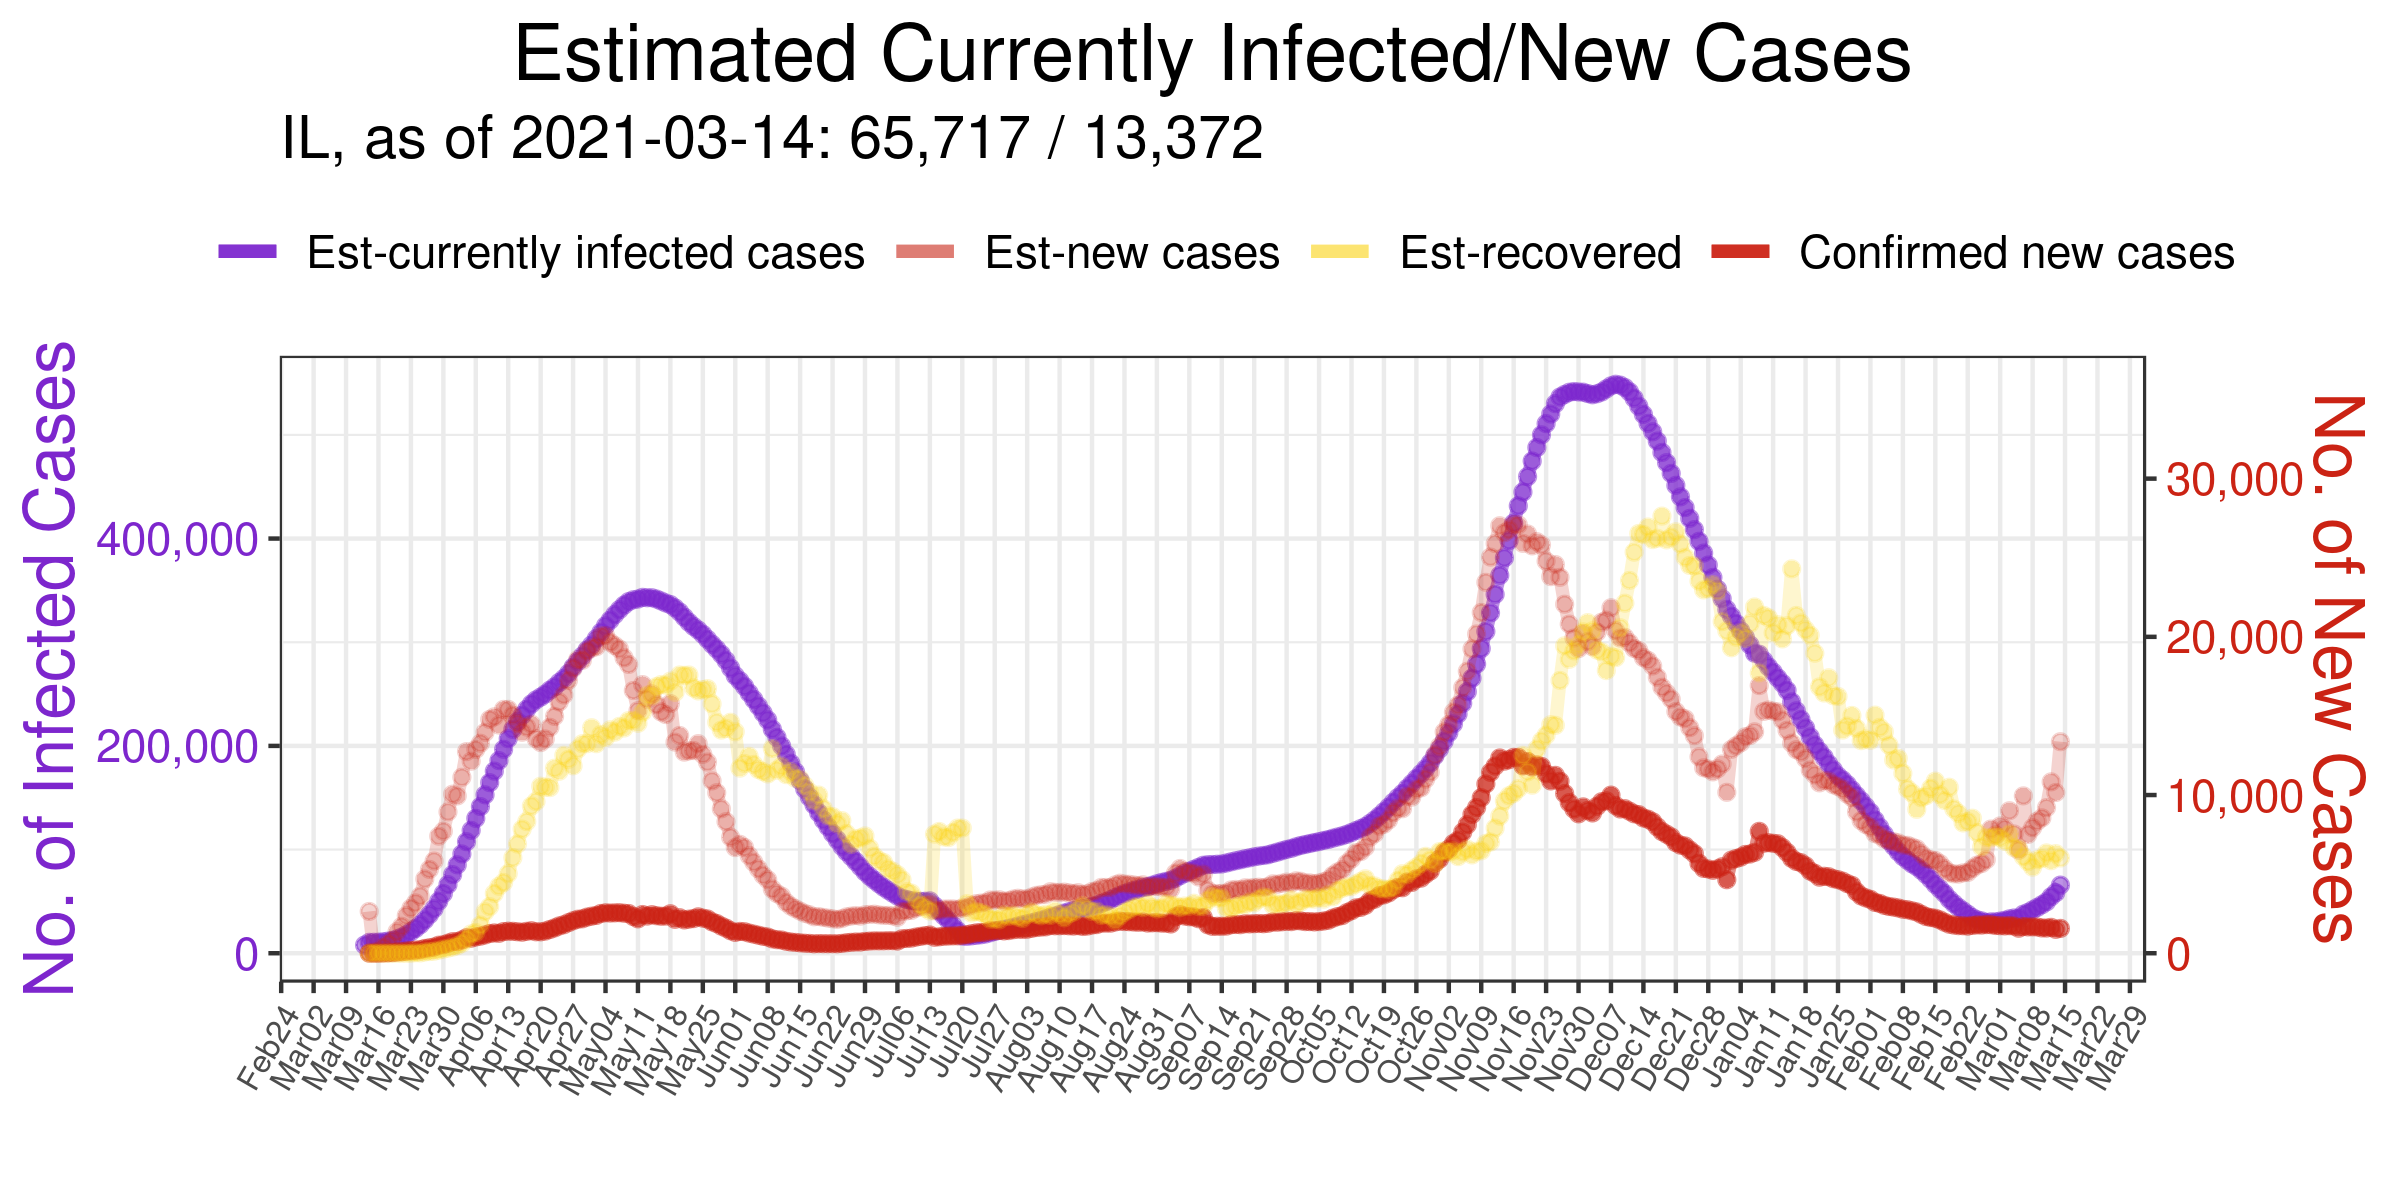 Estimated Currently Infected/New Cases
IL, as of 2021-03-14: 65,717 / 13,372
Est-currently infected cases Est-new cases Est-recovered Confirmed new cases
No. of Infected Cases
400,000
200,000
0
30,000
20,000
10,000
0
No. of New Cases
Feb24 Mar02 Mar09 Mar16 Mar23 Mar30 Apr06 Apr13 Apr20 Apr27 May04 May11 May18 May25 Jun01 Jun08 Jun15 Jun22 Jun29 Jul06 Jul13 Jul20 Jul27 Aug03 Aug10 Aug17 Aug24 Aug31 Sep07 Sep14 Sep21 Sep28 Oct05 Oct12 Oct19 Oct26 Nov02 Nov09 Nov16 Nov23 Nov30 Dec07 Dec14 Dec21 Dec28 Jan04 Jan11 Jan18 Jan25 Feb01 Feb08 Feb15 Feb22 Mar01 Mar08 Mar15 Mar22 Mar29